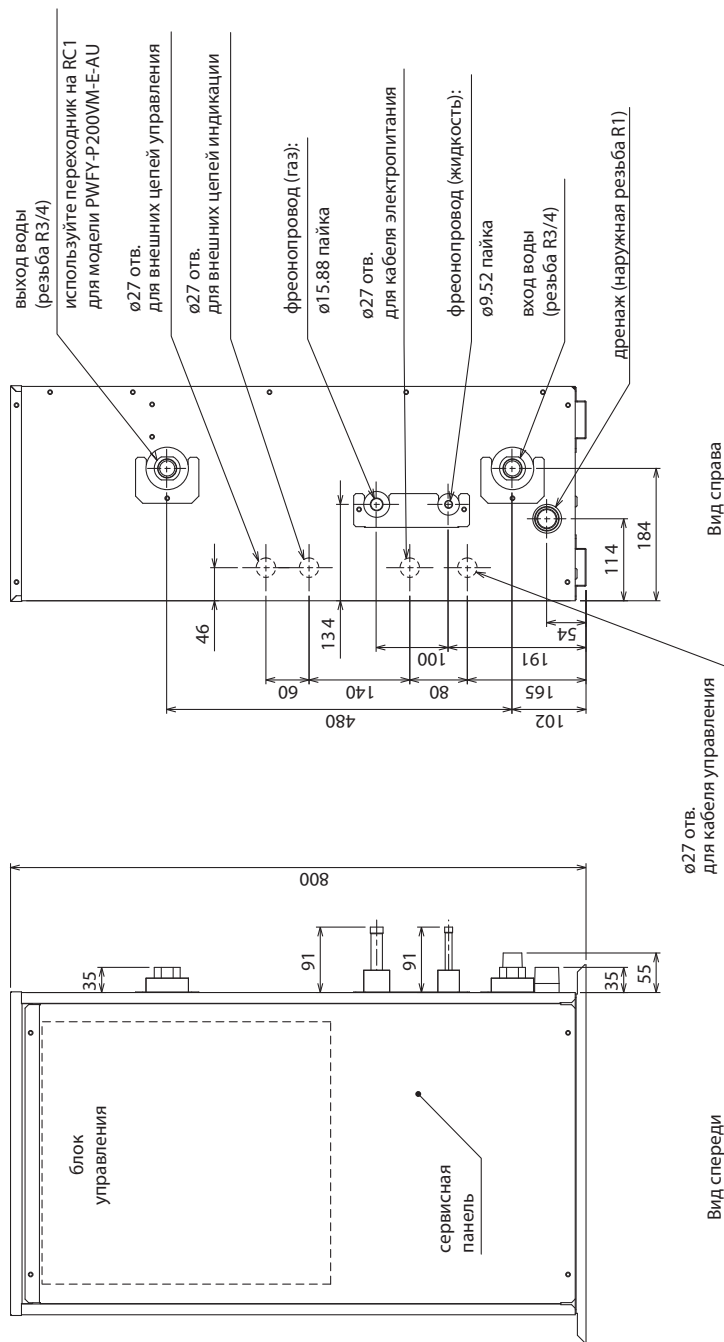 выход воды
(резьба R3/4)
используйте переходник на RC1
для модели PWFY-P200VM-E-AU
ø27 отв.
для внешних цепей управления
ø27 отв.
для внешних цепей индикации
фреонопровод (газ):
ø15.88 пайка
ø27 отв.
для кабеля электропитания
фреонопровод (жидкость):
ø9.52 пайка
вход воды
(резьба R3/4)
дренаж (наружная резьба R1)
46
134
60
140
80
165
100
191
480
102
54
114
184
Вид справа
ø27 отв.
для кабеля управления
800
35
91
91
35
55
блок
управления
сервисная
панель
Вид спереди